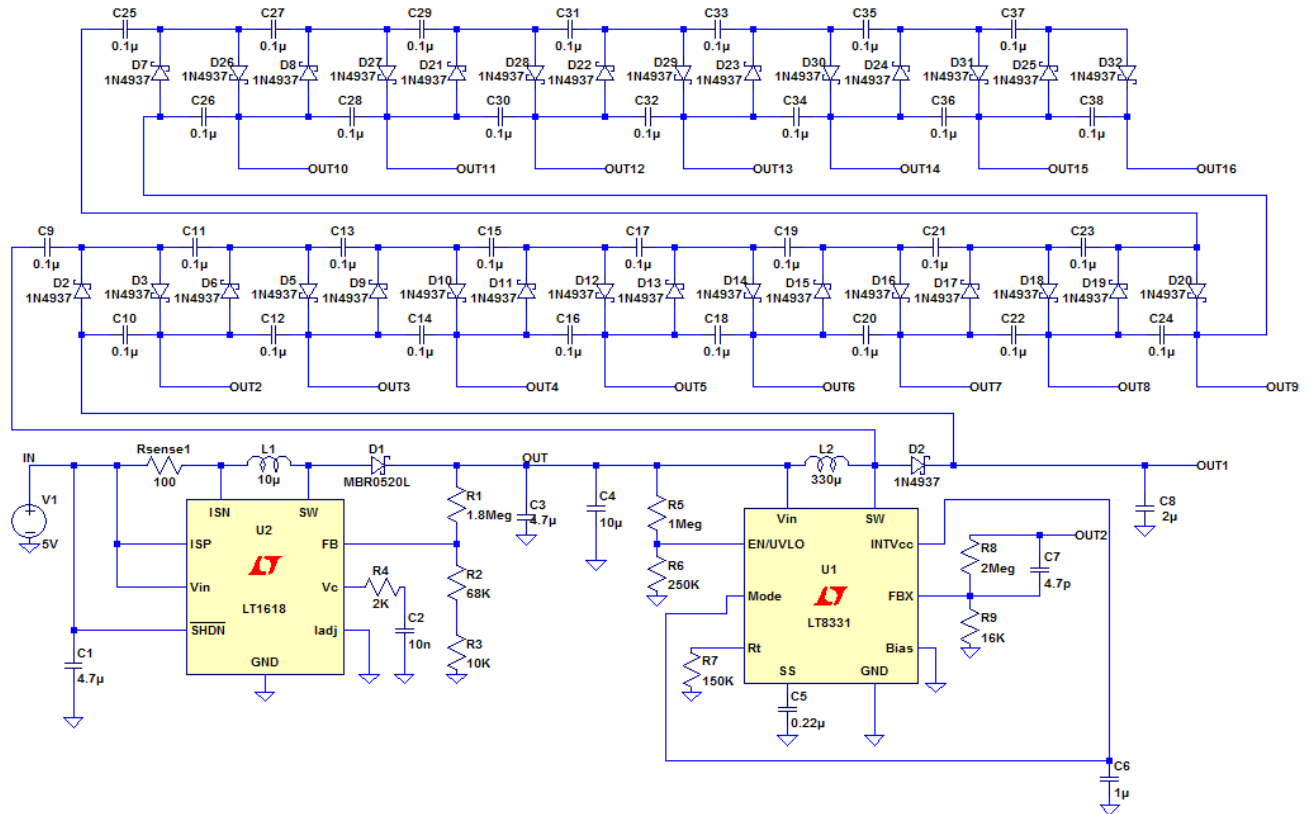 C25 C27 C29 C31 C33 C35 C37
0.1µ 0.1µ 0.1µ 0.1µ 0.1µ 0.1µ 0.1µ
D7 D26 D8 D27 D21 D28 D22 D29 D23 D30 D24 D31 D25 D32
1N4937 1N4937 1N4937 1N4937 1N4937 1N4937 1N4937 1N4937 1N4937 1N4937 1N4937 1N4937 1N4937 1N4937
C26 C28 C30 C32 C34 C36 C38
0.1µ 0.1µ 0.1µ 0.1µ 0.1µ 0.1µ 0.1µ
OUT10 OUT11 OUT12 OUT13 OUT14 OUT15 OUT16
C9 C11 C13 C15 C17 C19 C21 C23
0.1µ 0.1µ 0.1µ 0.1µ 0.1µ 0.1µ 0.1µ 0.1µ
D2 D3 D6 D5 D9 D10 D11 D12 D13 D14 D15 D16 D17 D18 D19 D20
1N4937 1N4937 1N4937 1N4937 1N4937 1N4937 1N4937 1N4937 1N4937 1N4937 1N4937 1N4937 1N4937 1N4937 1N4937 1N4937
C10 C12 C14 C16 C18 C20 C22 C24
0.1µ 0.1µ 0.1µ 0.1µ 0.1µ 0.1µ 0.1µ 0.1µ
OUT2 OUT3 OUT4 OUT5 OUT6 OUT7 OUT8 OUT9
IN
Rsense1
100
L1
10µ
D1
MBR0520L
OUT
L2
330µ
D2
1N4937
OUT1
V1
5V
C1
4.7µ
ISN SW
U2
ISP FB
Vin Vc
LT1618
SHDN Iadj
GND
R4
2K
C2
10n
R1
1.8Meg
R2
68K
R3
10K
C3
4.7µ
C4
10µ
R5
1Meg
R6
250K
R7
150K
Vin SW
EN/UVLO INTVcc
U1
Mode FBX
LT8331
Rt Bias
SS GND
C5
0.22µ
R8
2Meg
C7
4.7p
OUT2
R9
16K
C8
2µ
C6
1µ